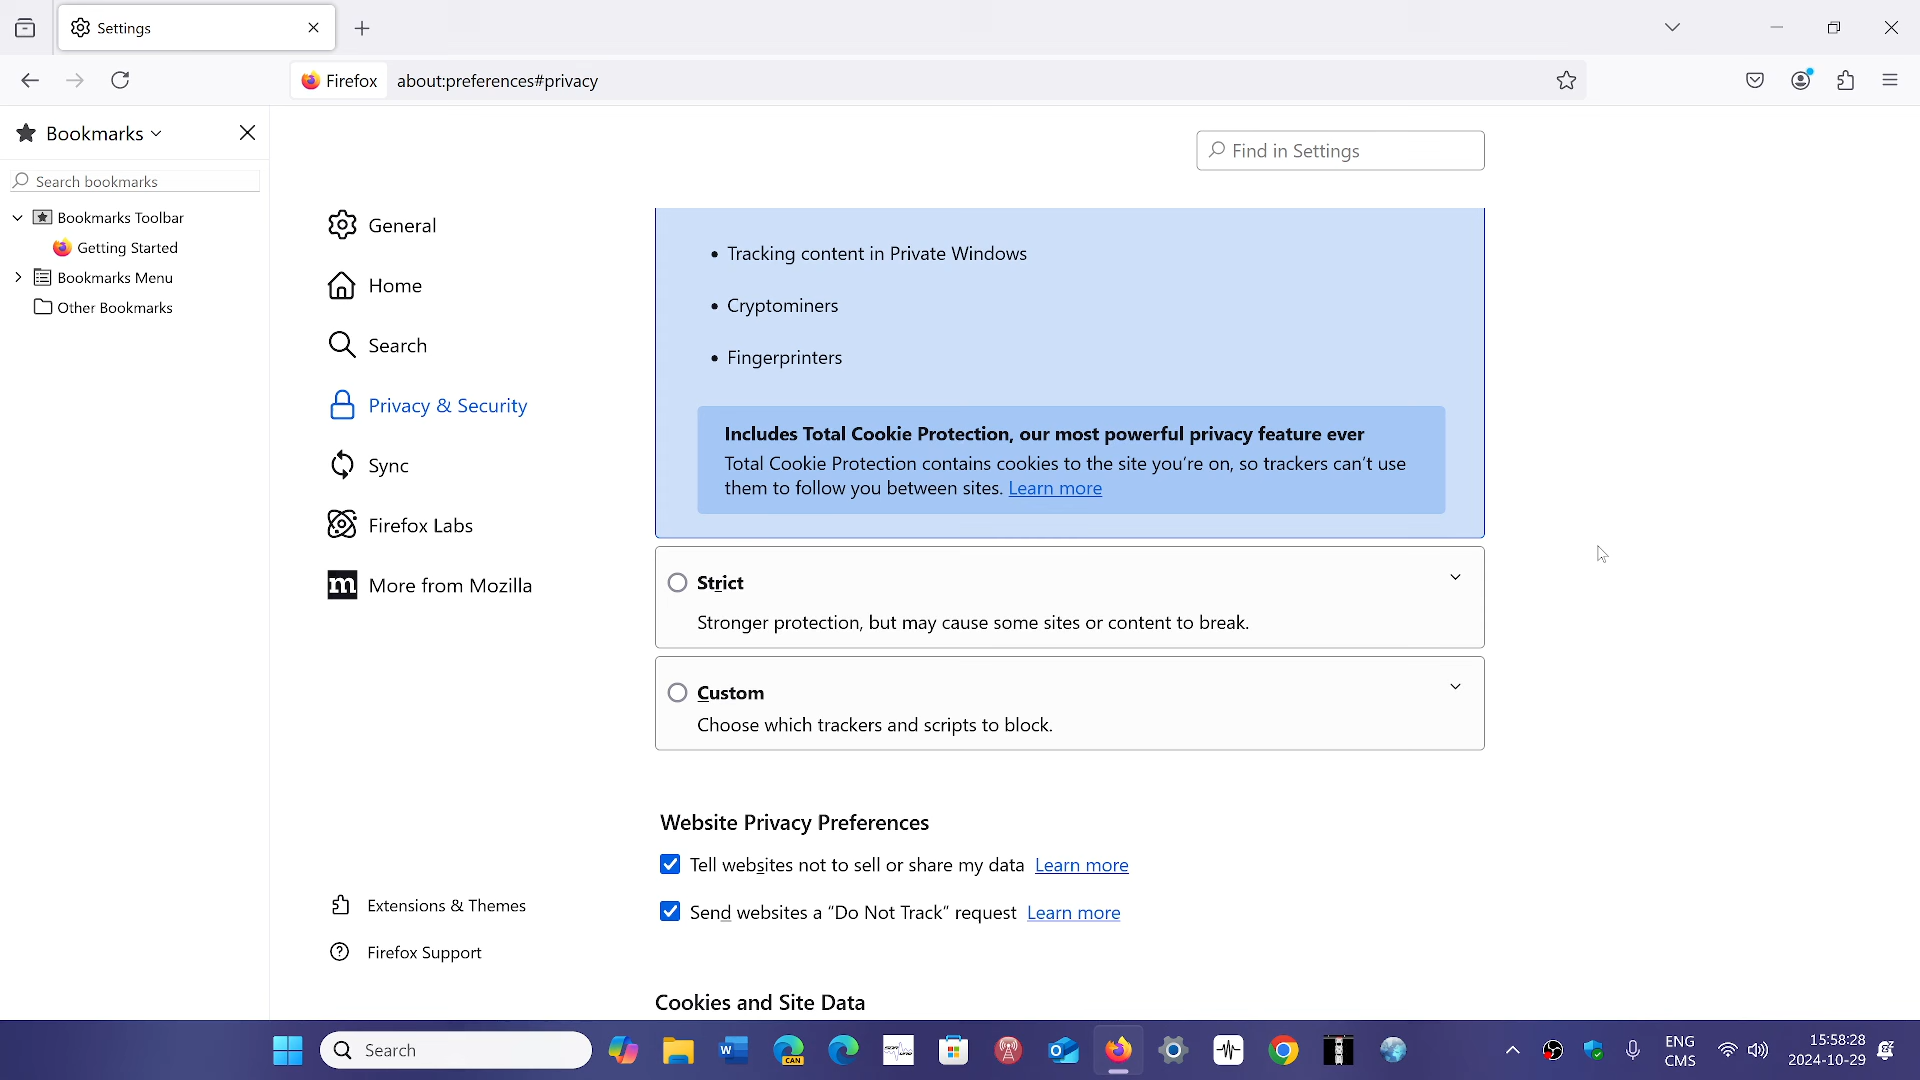 Settings
Firefox
about:preferences#privacy
Bookmarks
Search bookmarks
Bookmarks Toolbar
Getting Started
Bookmarks Menu
Other Bookmarks
Find in Settings
General
Home
Search
Privacy & Security
Sync
Firefox Labs
More from Mozilla
Extensions & Themes
Firefox Support
• Tracking content in Private Windows
• Cryptominers
• Fingerprinters
Includes Total Cookie Protection, our most powerful privacy feature ever
Total Cookie Protection contains cookies to the site you’re on, so trackers can’t use
them to follow you between sites. Learn more
Strict
Stronger protection, but may cause some sites or content to break.
Custom
Choose which trackers and scripts to block.
Website Privacy Preferences
Tell websites not to sell or share my data Learn more
Send websites a “Do Not Track” request Learn more
Cookies and Site Data
Search
W
CAN
ENG
CMS
15:58:28
2024-10-29